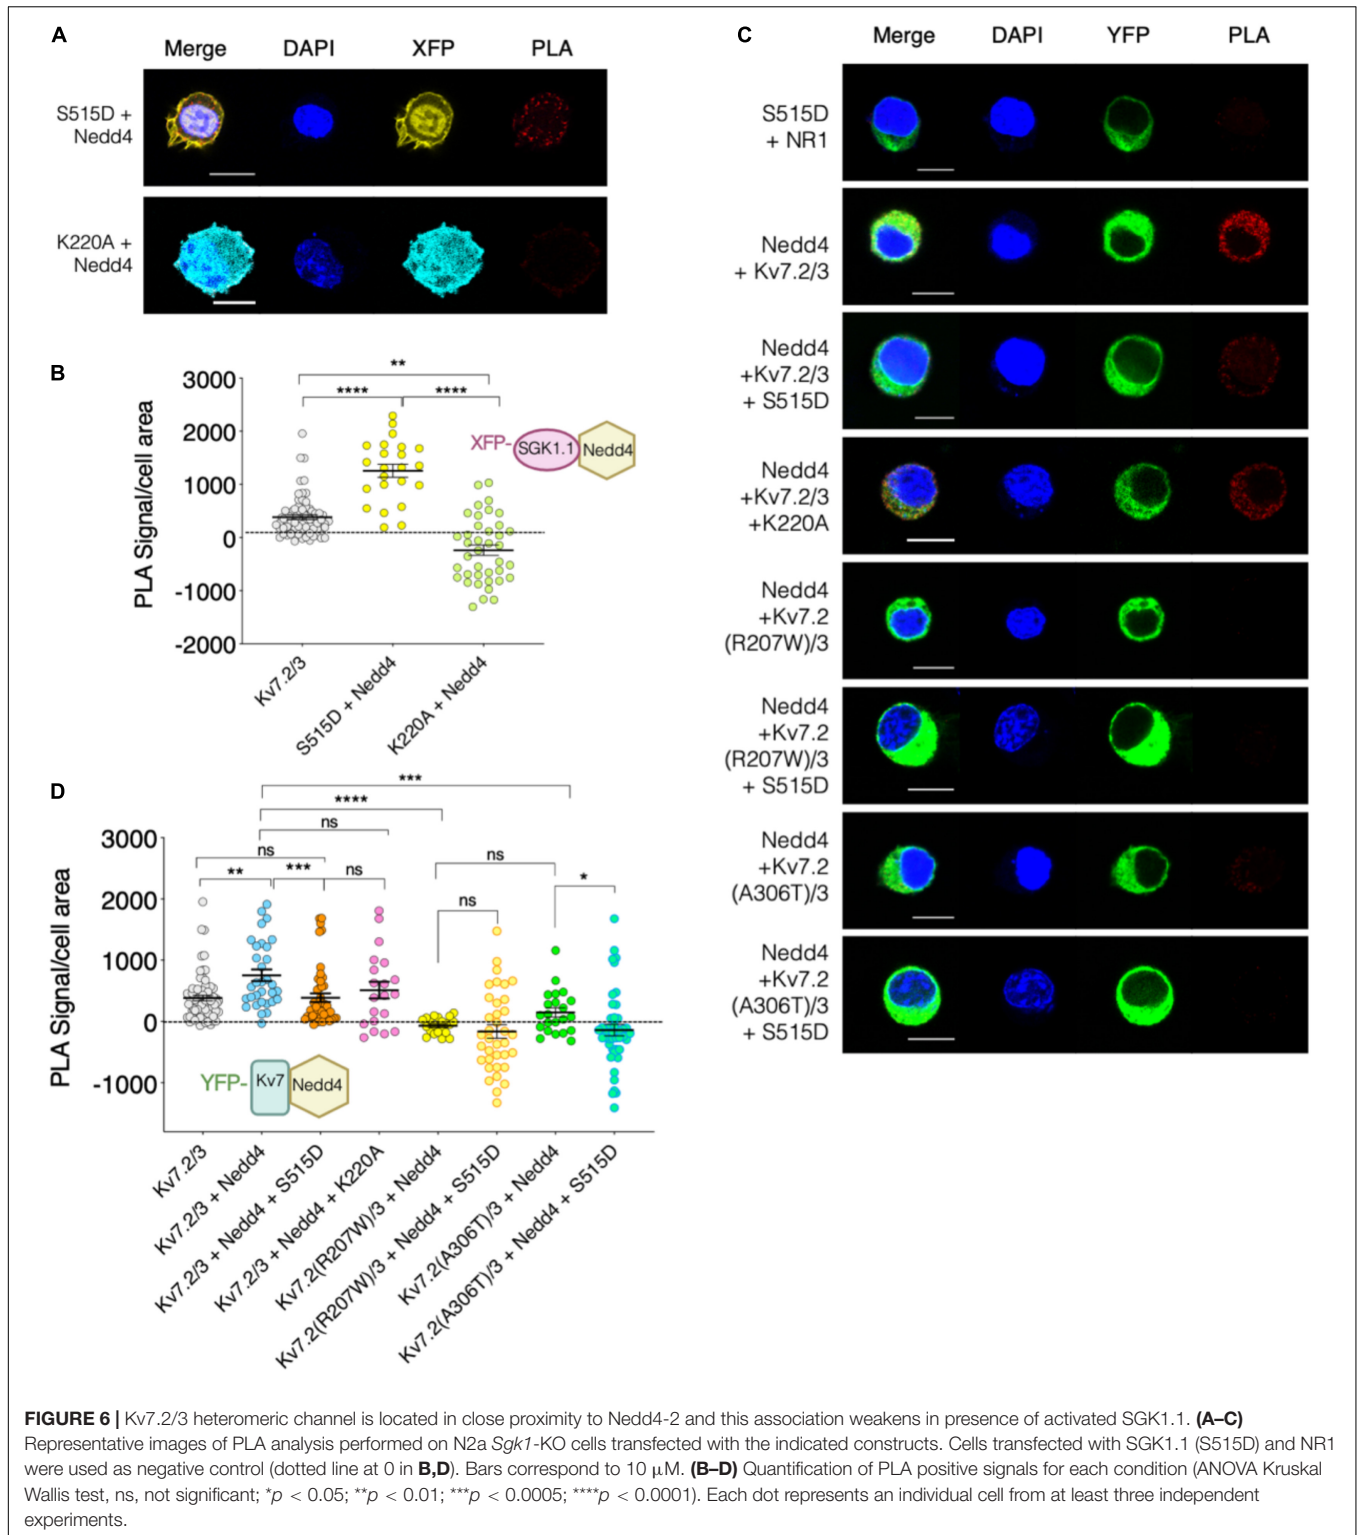 A
Merge DAPI XFP PLA
S515D +
Nedd4
K220A +
Nedd4
B
PLA Signal/cell area
3000
2000
1000
0
-1000
-2000
**
**** ****
XFP- SGK1.1 Nedd4
Kv7.2/3
S515D + Nedd4
K220A + Nedd4
C
Merge DAPI YFP PLA
S515D
+ NR1
Nedd4
+ Kv7.2/3
Nedd4
+Kv7.2/3
+ S515D
Nedd4
+Kv7.2/3
+K220A
Nedd4
+Kv7.2
(R207W)/3
Nedd4
+Kv7.2
(R207W)/3
+ S515D
Nedd4
+Kv7.2
(A306T)/3
Nedd4
+Kv7.2
(A306T)/3
+ S515D
D
PLA Signal/cell area
3000
2000
1000
0
-1000
***
****
ns
ns
** *** ns
ns
ns
*
YFP- Kv7 Nedd4
Kv7.2/3
Kv7.2/3 + Nedd4
Kv7.2/3 + Nedd4 + S515D
Kv7.2/3 + Nedd4 + K220A
Kv7.2(R207W)/3 + Nedd4
Kv7.2(R207W)/3 + Nedd4 + S515D
Kv7.2(A306T)/3 + Nedd4
Kv7.2(A306T)/3 + Nedd4 + S515D
FIGURE 6 | Kv7.2/3 heteromeric channel is located in close proximity to Nedd4-2 and this association weakens in presence of activated SGK1.1. (A–C)
Representative images of PLA analysis performed on N2a Sgk1-KO cells transfected with the indicated constructs. Cells transfected with SGK1.1 (S515D) and NR1
were used as negative control (dotted line at 0 in B,D). Bars correspond to 10 μM. (B–D) Quantification of PLA positive signals for each condition (ANOVA Kruskal
Wallis test, ns, not significant; *p < 0.05; **p < 0.01; ***p < 0.0005; ****p < 0.0001). Each dot represents an individual cell from at least three independent
experiments.